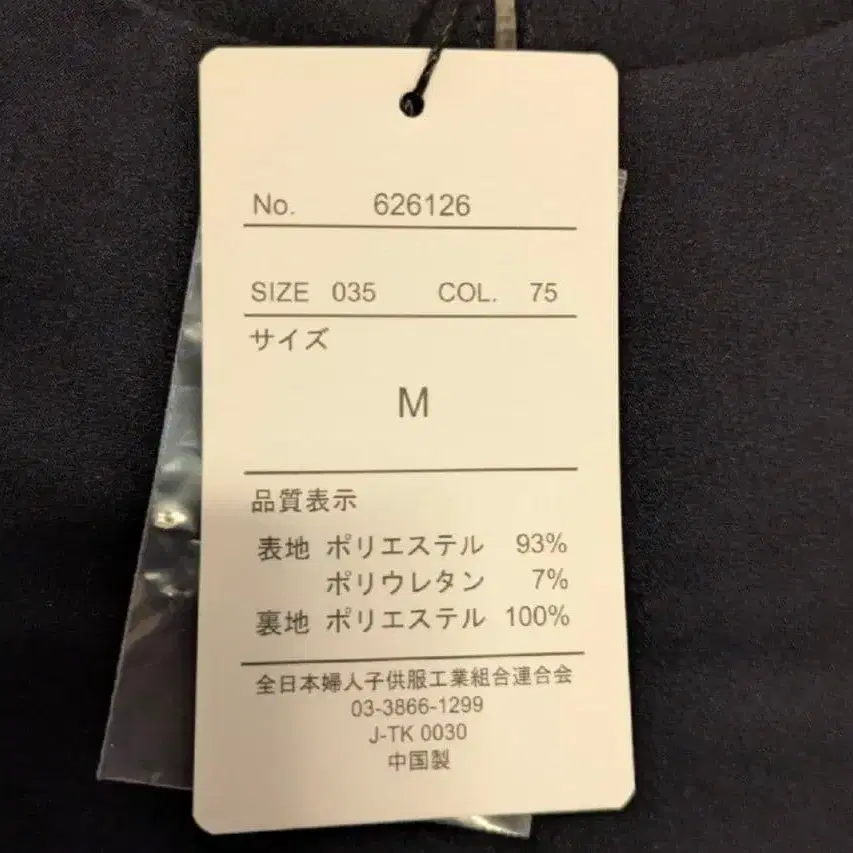 No. 626126
SIZE 035 COL. 75
サイズ
M
品質表示
表地 ポリエステル 93%
ポリウレタン 7%
裏地 ポリエステル 100%
全日本婦人子供服工業組合連合会
03-3866-1299
J-TK 0030
中国製